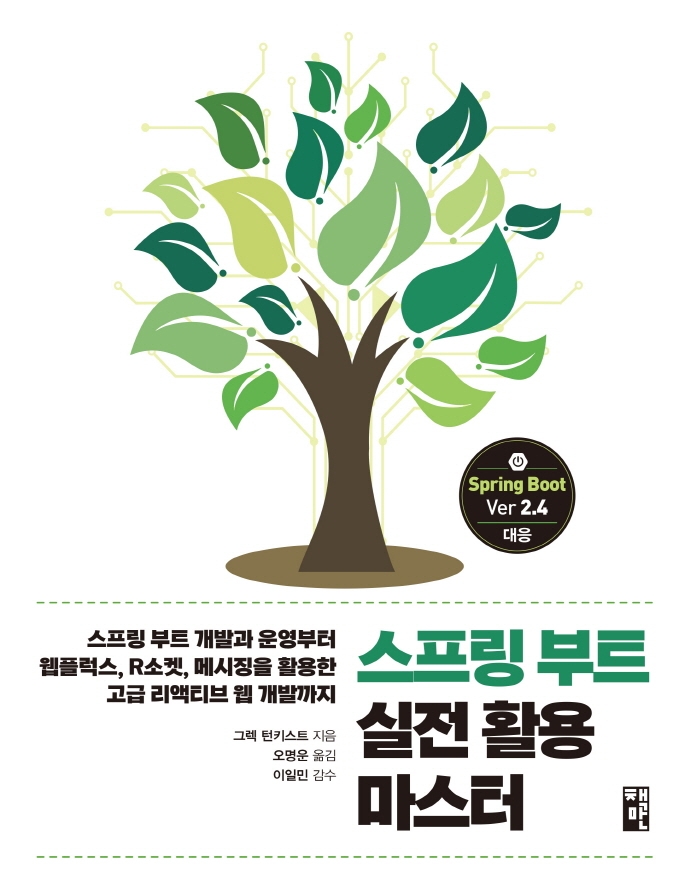 Spring Boot
Ver 2.4
대응
스프링 부트 개발과 운영부터
웹플럭스, R소켓, 메시징을 활용한
고급 리액티브 웹 개발까지
그렉 턴키스트 지음
오명운 옮김
이일민 감수
스프링 부트
실전 활용
마스터
책만